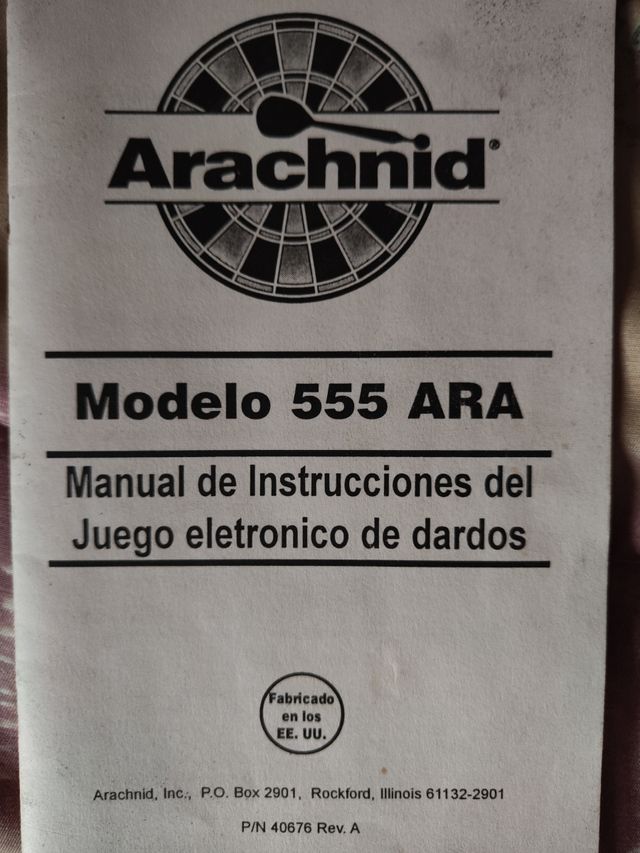 Arachnid®
Modelo 555 ARA
Manual de Instrucciones del
Juego eletronico de dardos
Fabricado
en los
EE. UU.
Arachnid, Inc., P.O. Box 2901, Rockford, Illinois 61132-2901
P/N 40676 Rev. A